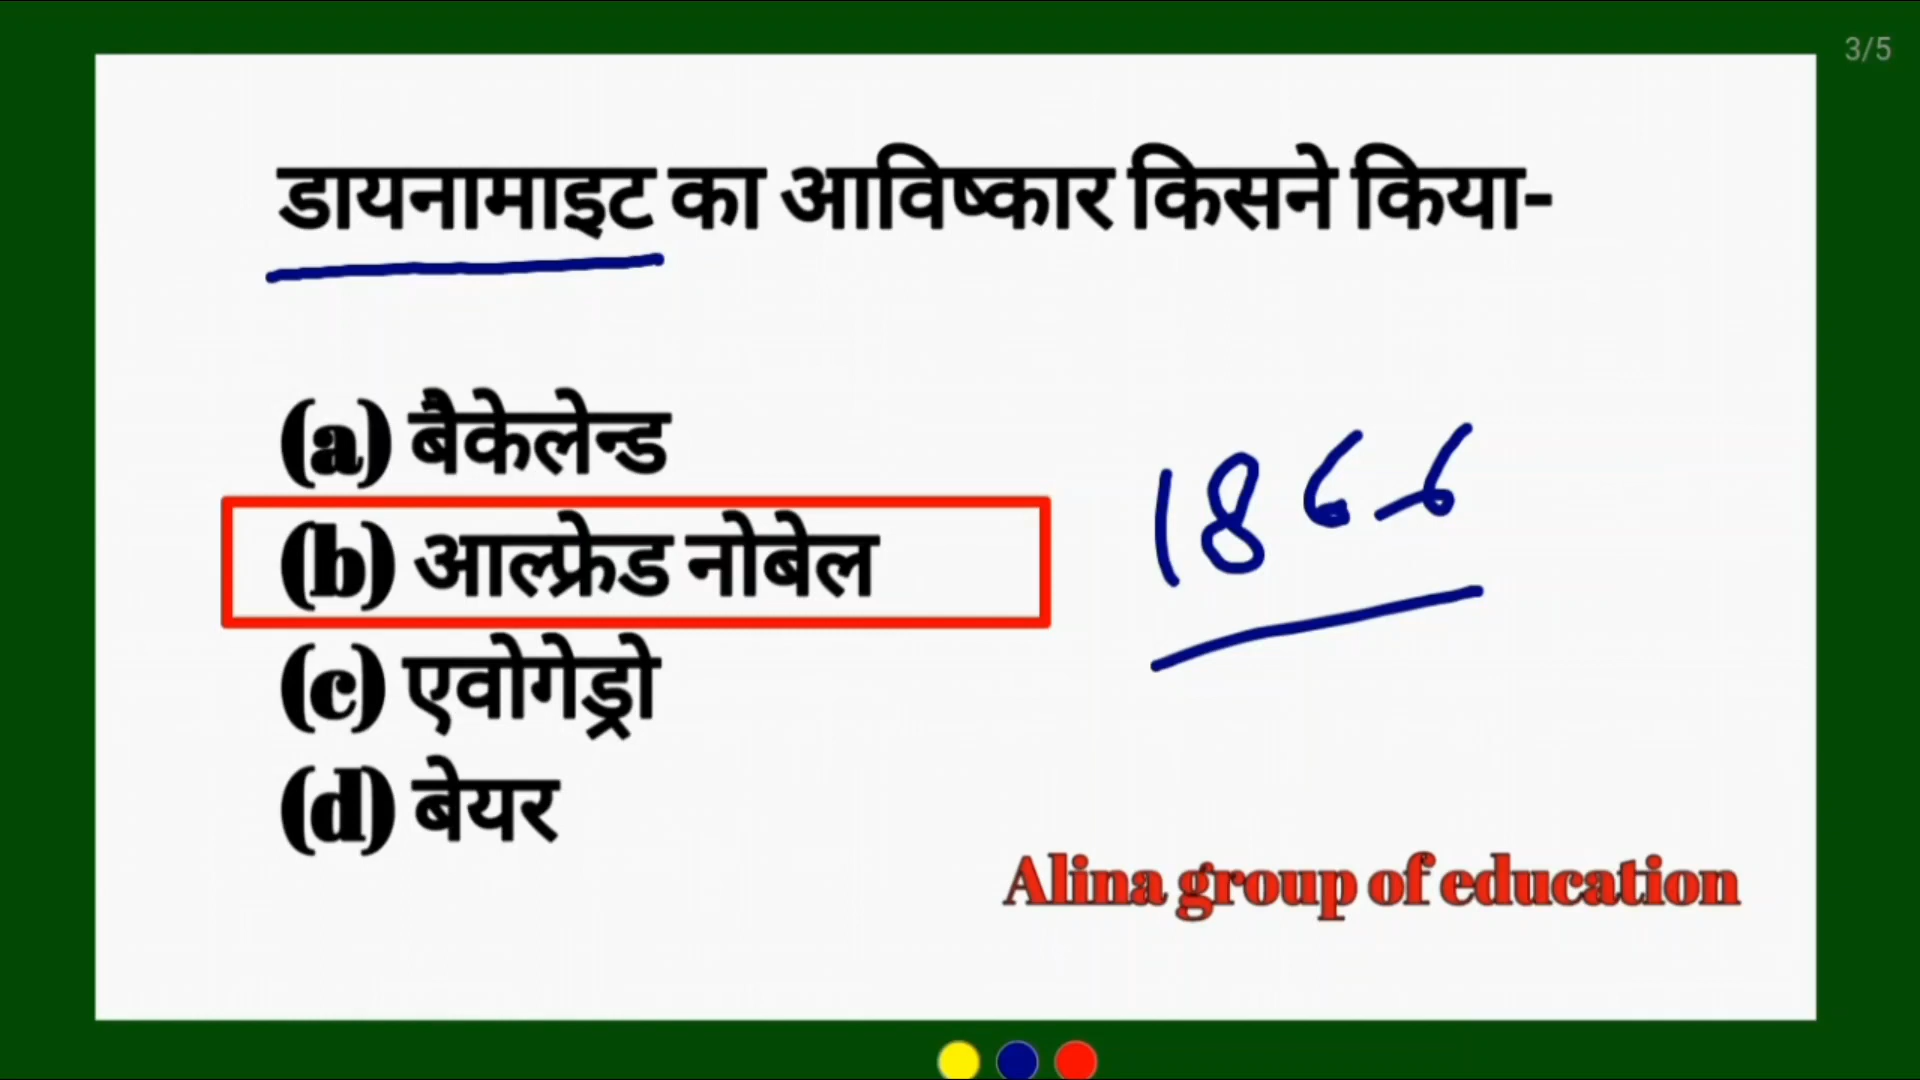 3/5
डायनामाइट का आविष्कार किसने किया-
(a) बैकेलेन्ड
(b) आल्फ्रेड नोबेल
1866
(c) एवोगेड्रो
(d) बेयर
Alina group of education